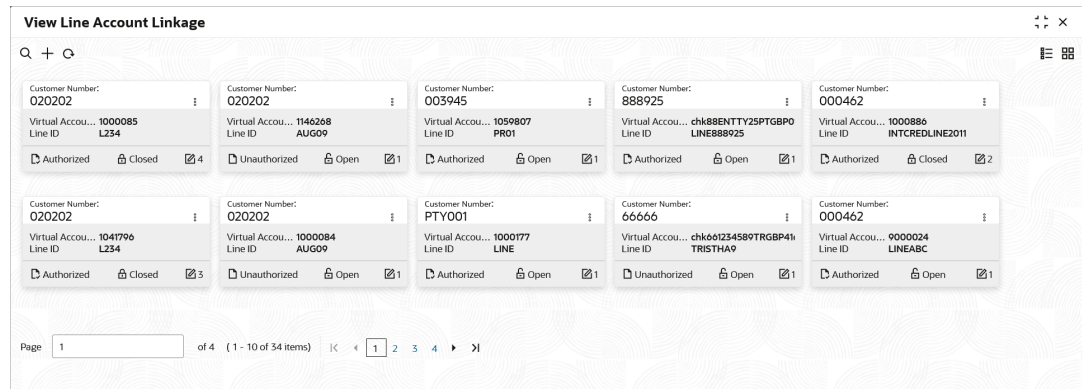 View Line Account Linkage
Customer Number:
020202
Virtual Accou... 1000085
Line ID L234
Authorized Closed 4
Customer Number:
020202
Virtual Accou... 1146268
Line ID AUG09
Unauthorized Open 1
Customer Number:
003945
Virtual Accou... 1059807
Line ID PR01
Authorized Open 1
Customer Number:
888925
Virtual Accou... chk88ENTTY25PTGBP0
Line ID LINE888925
Authorized Open 1
Customer Number:
000462
Virtual Accou... 1000886
Line ID INTCREDLINE2011
Authorized Closed 2
Customer Number:
020202
Virtual Accou... 1041796
Line ID L234
Authorized Closed 3
Customer Number:
020202
Virtual Accou... 1000084
Line ID AUG09
Unauthorized Open 1
Customer Number:
PTY001
Virtual Accou... 1000177
Line ID LINE
Authorized Open 1
Customer Number:
66666
Virtual Accou...
Line ID TRISTHA9
Unauthorized Open 1
Customer Number:
000462
Virtual Accou... 9000024
Line ID LINEABC
Authorized Open 1
Page 1 of 4 ( 1 - 10 of 34 items) 1 2 3 4